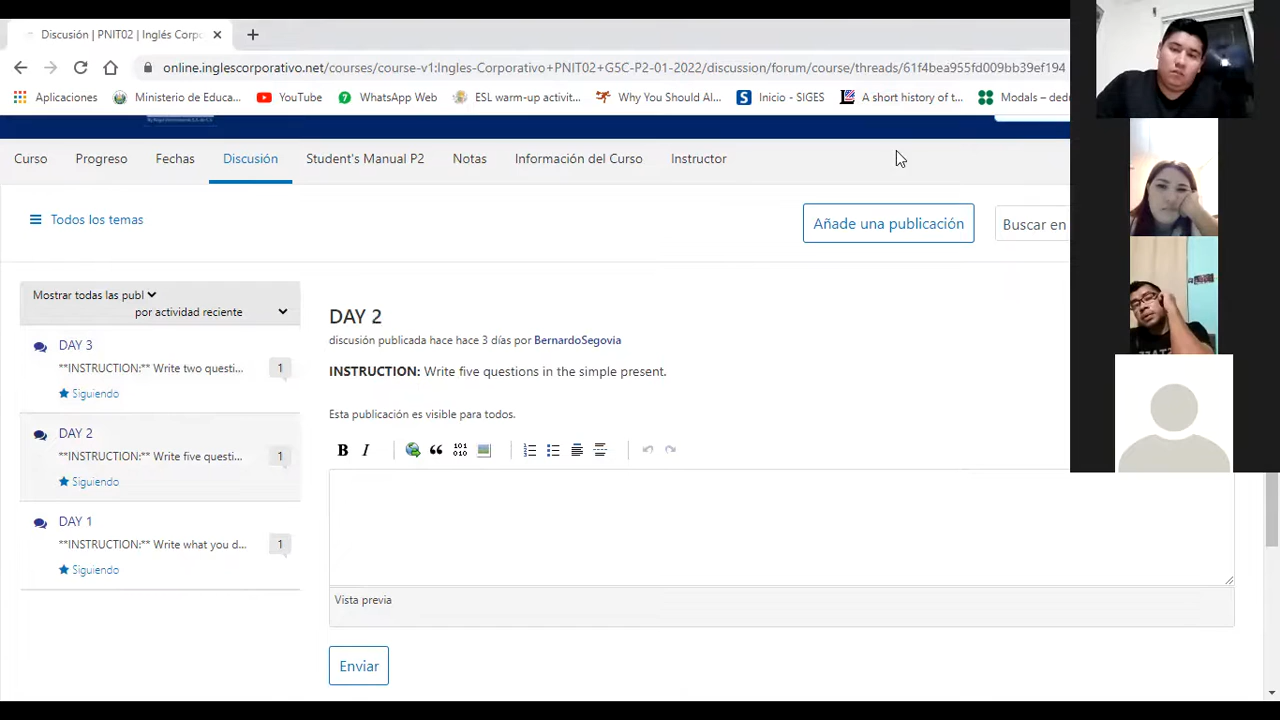 Discusión | PNIT02 | Inglés Corpo
online.inglescorporativo.net/courses/course-v1:Ingles-Corporativo+PNIT02+G5C-P2-01-2022/discussion/forum/course/threads/61f4bea955fd009bb39ef194
Aplicaciones
Ministerio de Educa...
YouTube
WhatsApp Web
ESL warm-up activit...
Why You Should Al...
Inicio - SIGES
A short history of t...
Modals – dedo
Curso
Progreso
Fechas
Discusión
Student's Manual P2
Notas
Información del Curso
Instructor
Todos los temas
Añade una publicación
Buscar en
Mostrar todas las publ
por actividad reciente
DAY 3
**INSTRUCTION:** Write two questi...
1
Siguiendo
DAY 2
**INSTRUCTION:** Write five questi...
1
Siguiendo
DAY 1
**INSTRUCTION:** Write what you d...
1
Siguiendo
DAY 2
discusión publicada hace hace 3 días por BernardoSegovia
INSTRUCTION: Write five questions in the simple present.
Esta publicación es visible para todos.
Vista previa
Enviar